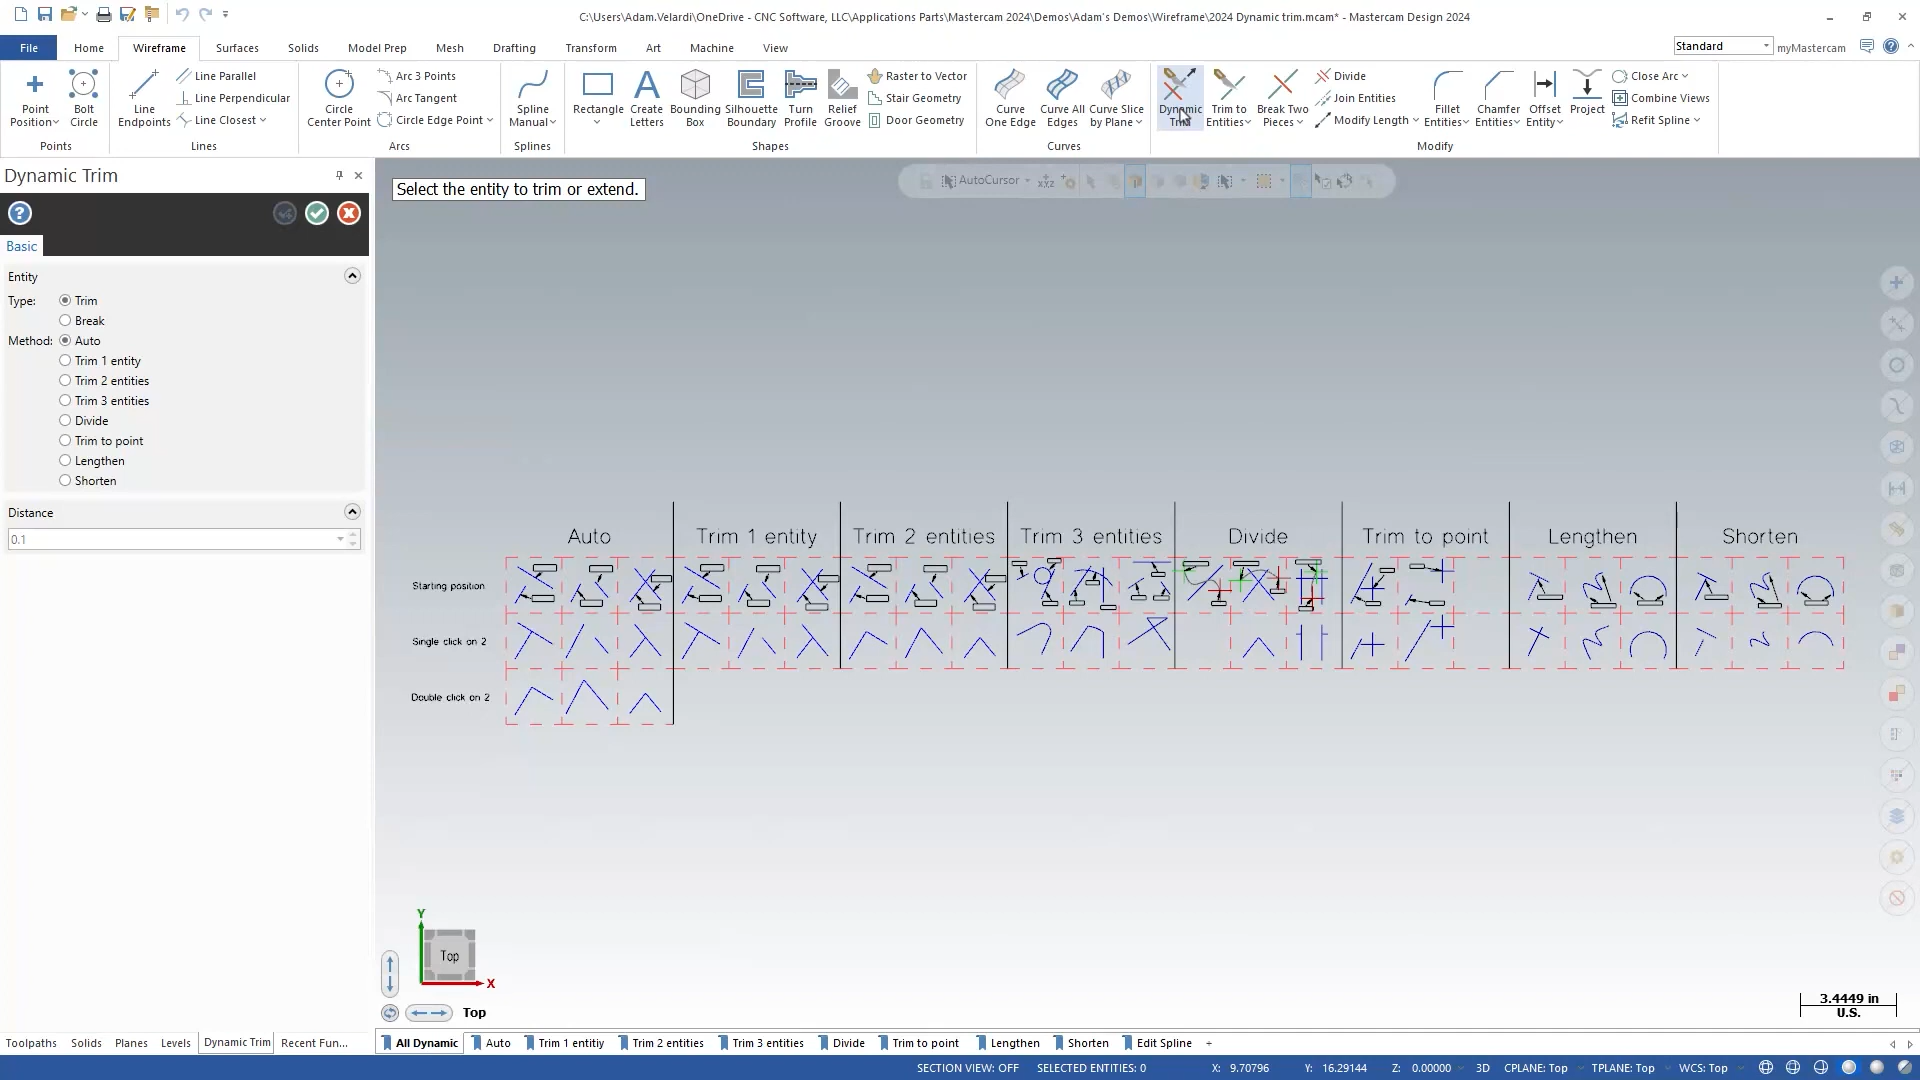 C:\Users\Adam.Velardi\OneDrive - CNC Software, LLC\Applications Parts\Mastercam 2024\Demos\Adam's Demos\Wireframe\2024 Dynamic trim.mcam* - Mastercam Design 2024
File Home Wireframe Surfaces Solids Model Prep Mesh Drafting Transform Art Machine View
Standard myMastercam
Point Position
Bolt Circle
Points
Line Endpoints
Line Parallel
Line Perpendicular
Line Closest
Lines
Circle Center Point
Arc 3 Points
Arc Tangent
Circle Edge Point
Arcs
Spline Manual
Splines
Rectangle
Create Letters
Bounding Box
Silhouette Boundary
Turn Profile
Relief Groove
Raster to Vector
Stair Geometry
Door Geometry
Shapes
Curve One Edge
Curve All Edges
Curve Slice by Plane
Curves
Dynamic Trim
Trim to Entities
Break Two Pieces
Divide
Join Entities
Modify Length
Fillet Entities
Chamfer Entities
Offset Entity
Project
Close Arc
Combine Views
Refit Spline
Modify
Dynamic Trim
Basic
Entity
Type: Trim
Break
Method: Auto
Trim 1 entity
Trim 2 entities
Trim 3 entities
Divide
Trim to point
Lengthen
Shorten
Distance
0.1
Select the entity to trim or extend.
AutoCursor
Auto Trim 1 entity Trim 2 entities Trim 3 entities Divide Trim to point Lengthen Shorten
Starting position
Single click on 2
Double click on 2
Y
Top
X
Top
3.4449 in
U.S.
Toolpaths Solids Planes Levels Dynamic Trim Recent Fun...
All Dynamic Auto Trim 1 entitiy Trim 2 entities Trim 3 entities Divide Trim to point Lengthen Shorten Edit Spline +
SECTION VIEW: OFF SELECTED ENTITIES: 0 X: 9.70796 Y: 16.29144 Z: 0.00000 3D CPLANE: Top TPLANE: Top WCS: Top